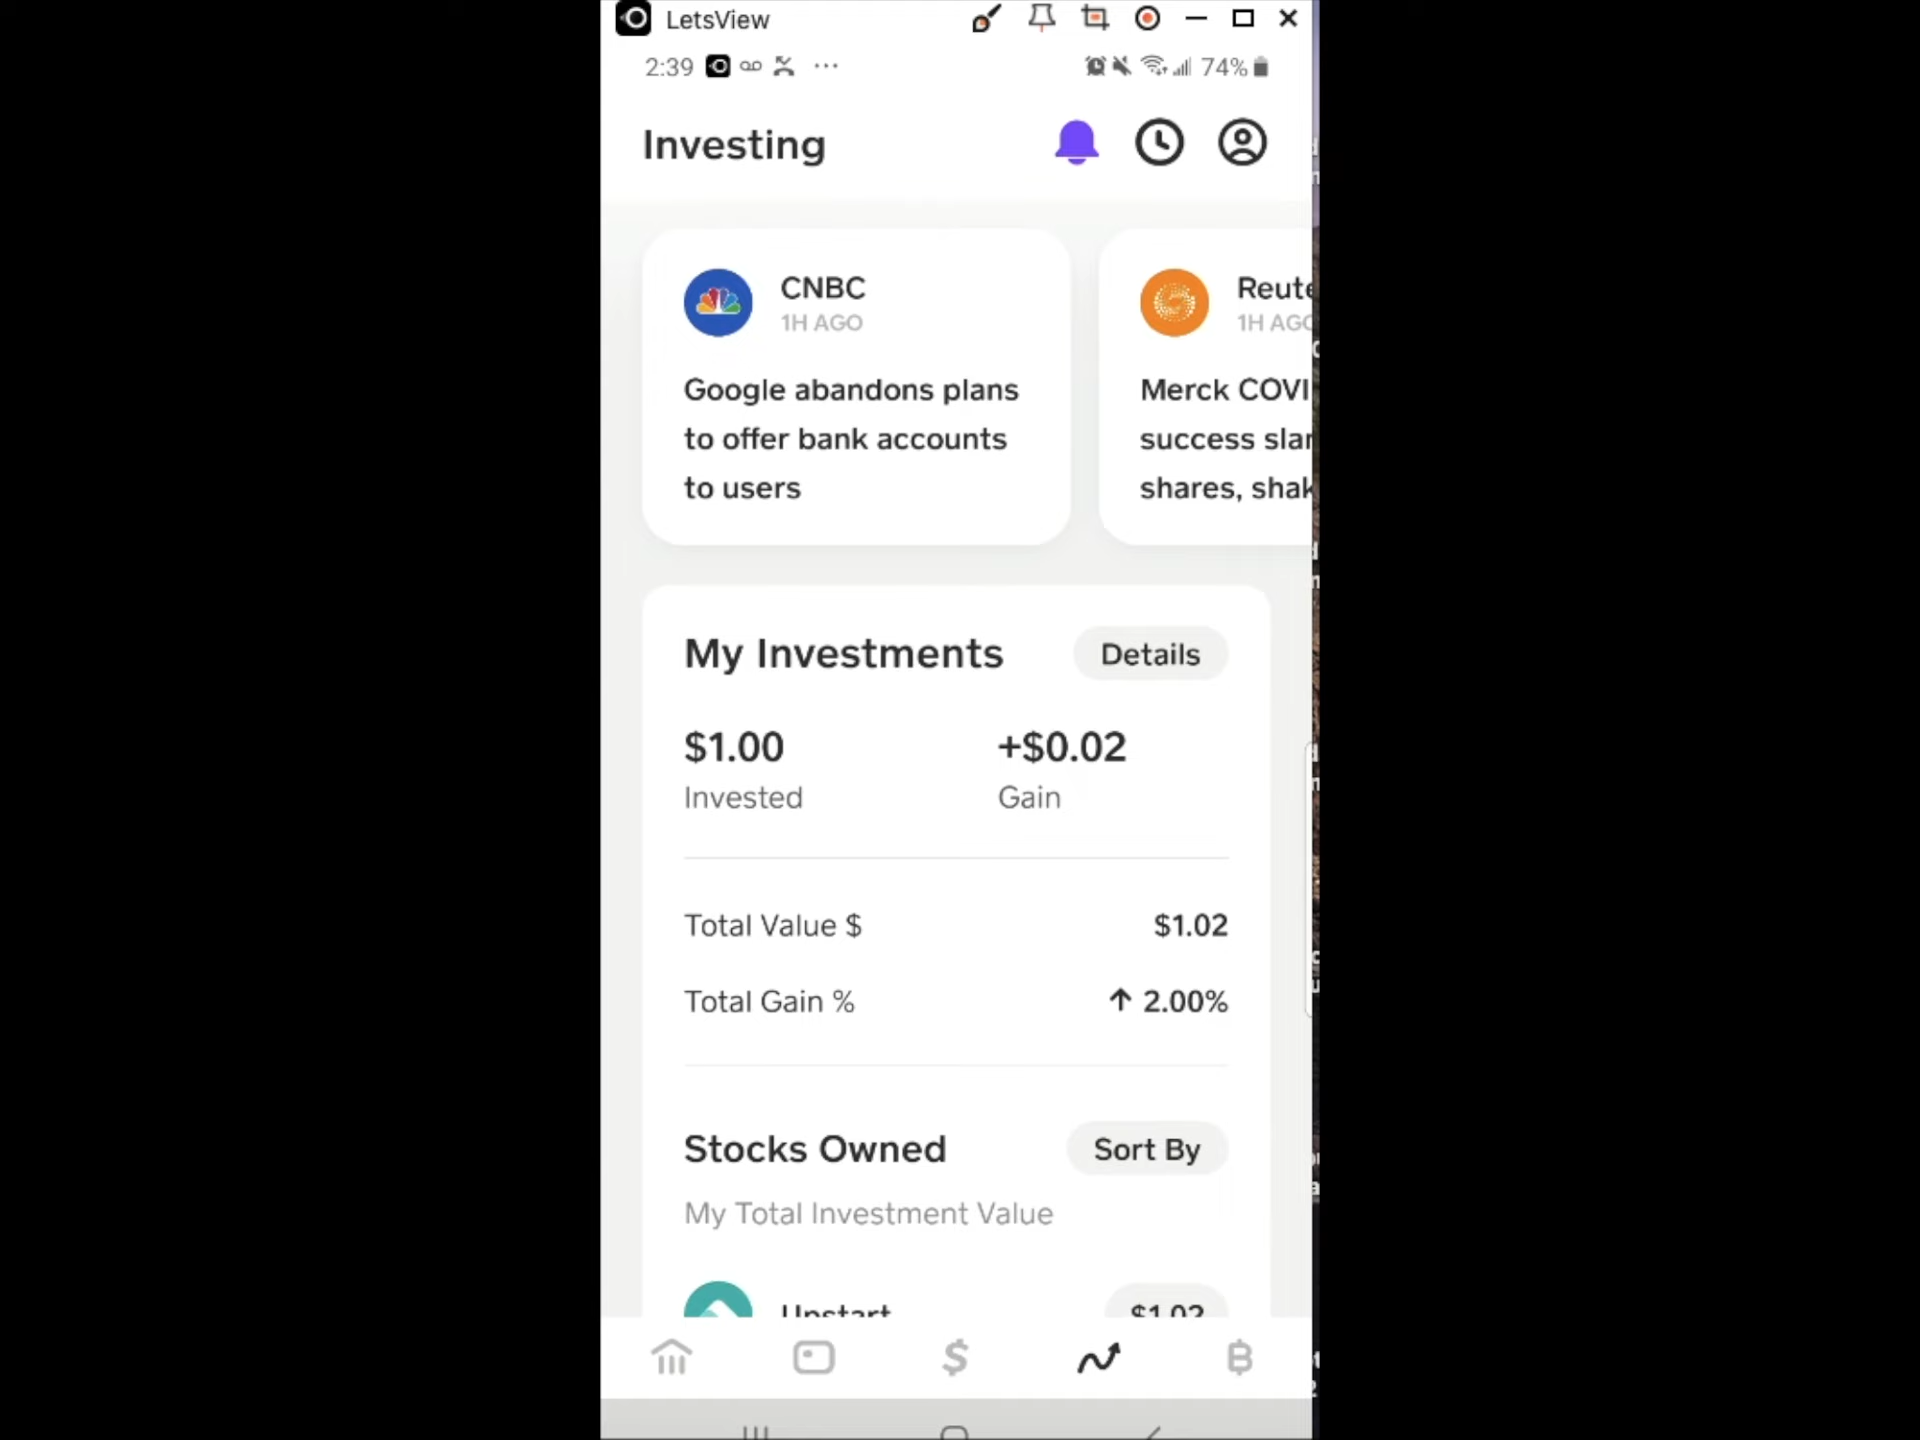 LetsView
2:39 74%
Investing
CNBC
1H AGO
Google abandons plans
to offer bank accounts
to users
Reute
1H AGO
Merck COVI
success slar
shares, shak
My Investments
Details
$1.00
Invested
+$0.02
Gain
Total Value $ $1.02
Total Gain % ↑ 2.00%
Stocks Owned
Sort By
My Total Investment Value
Upstart $1.02